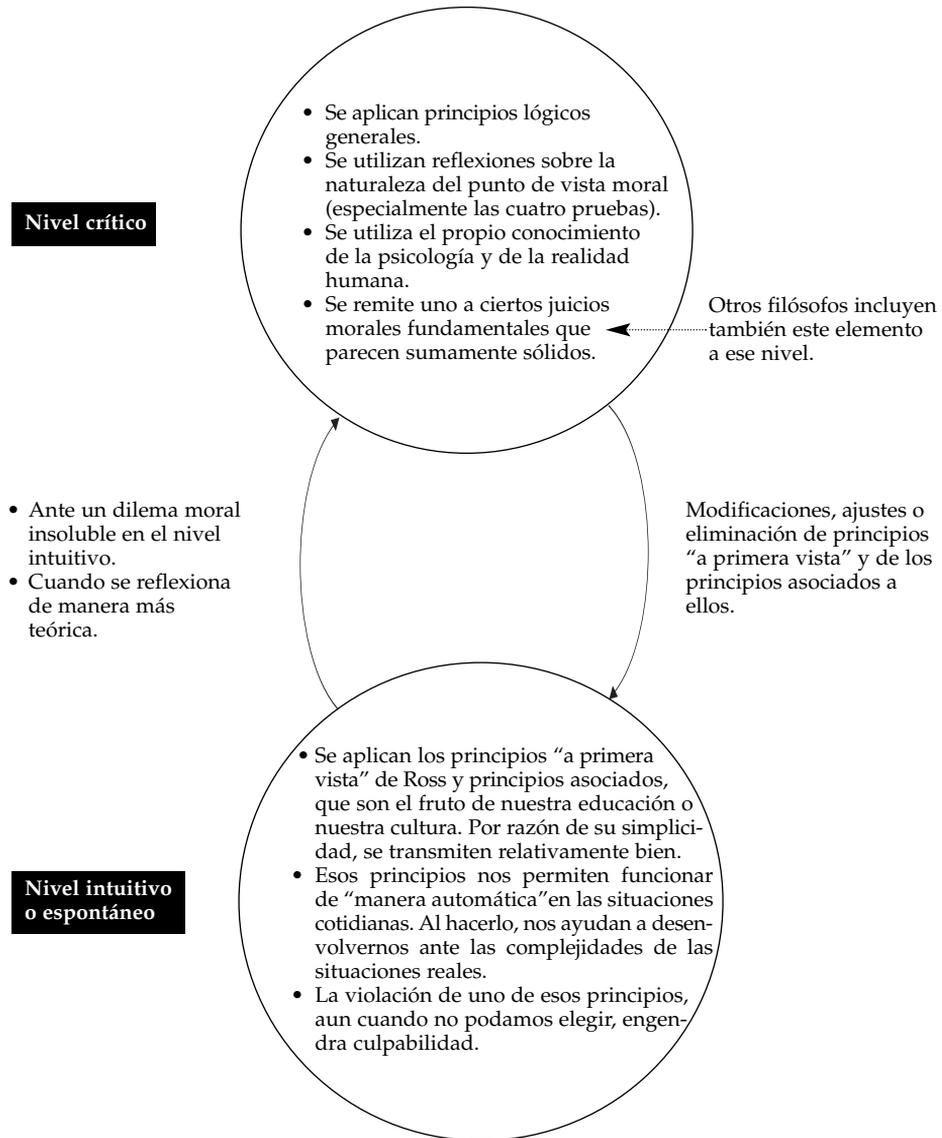 • Se aplican principios lógicos
generales.
• Se utilizan reflexiones sobre la
naturaleza del punto de vista moral
(especialmente las cuatro pruebas).
• Se utiliza el propio conocimiento
de la psicología y de la realidad
humana.
• Se remite uno a ciertos juicios
morales fundamentales que
parecen sumamente sólidos.
Nivel crítico
Otros filósofos incluyen
también este elemento
a ese nivel.
• Ante un dilema moral
insoluble en el nivel
intuitivo.
• Cuando se reflexiona
de manera más
teórica.
Modificaciones, ajustes o
eliminación de principios
“a primera vista” y de los
principios asociados a
ellos.
• Se aplican los principios “a primera
vista” de Ross y principios asociados,
que son el fruto de nuestra educación o
nuestra cultura. Por razón de su simplici-
dad, se transmiten relativamente bien.
• Esos principios nos permiten funcionar
de “manera automática”en las situaciones
cotidianas. Al hacerlo, nos ayudan a desen-
volvernos ante las complejidades de las
situaciones reales.
• La violación de uno de esos principios,
aun cuando no podamos elegir, engen-
dra culpabilidad.
Nivel intuitivo
o espontáneo